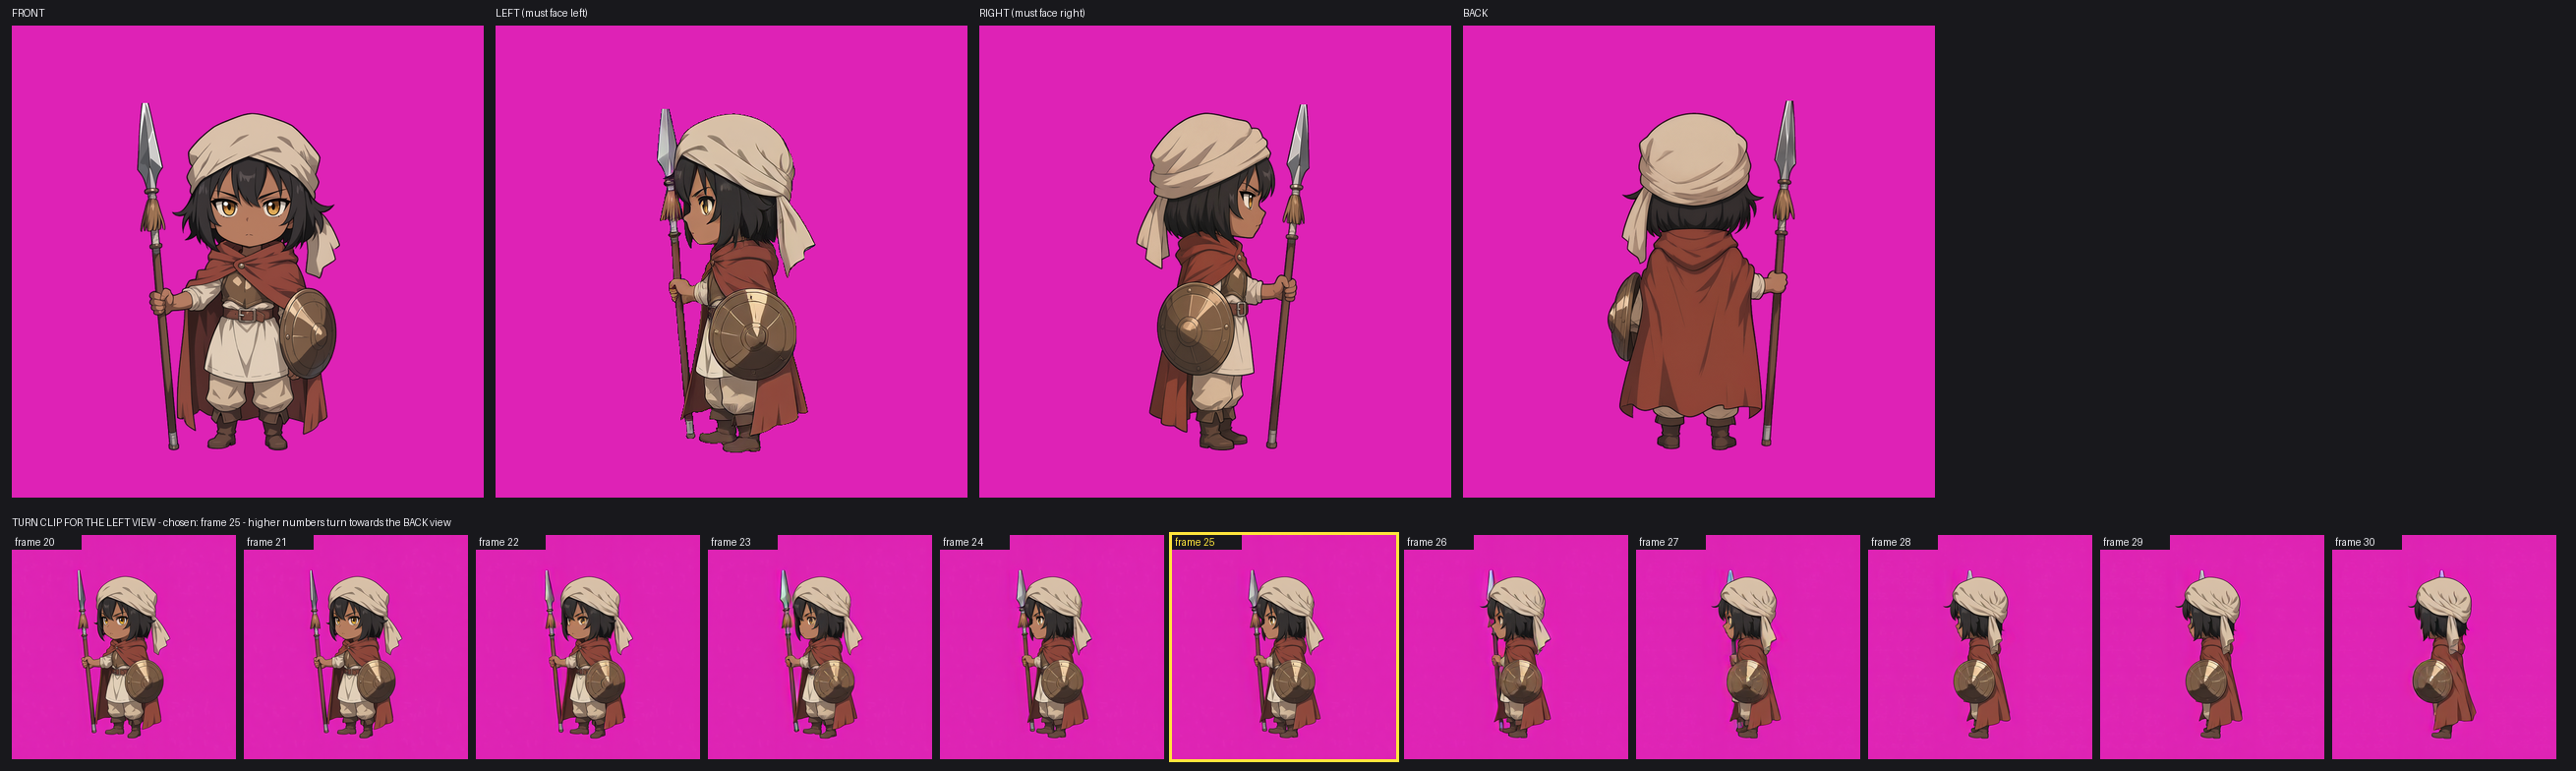 FRONT
LEFT (must face left)
RIGHT (must face right)
BACK
TURN CLIP FOR THE LEFT VIEW - chosen: frame 25 - higher numbers turn towards the BACK view
frame 20
frame 21
frame 22
frame 23
frame 24
frame 25
frame 26
frame 27
frame 28
frame 29
frame 30